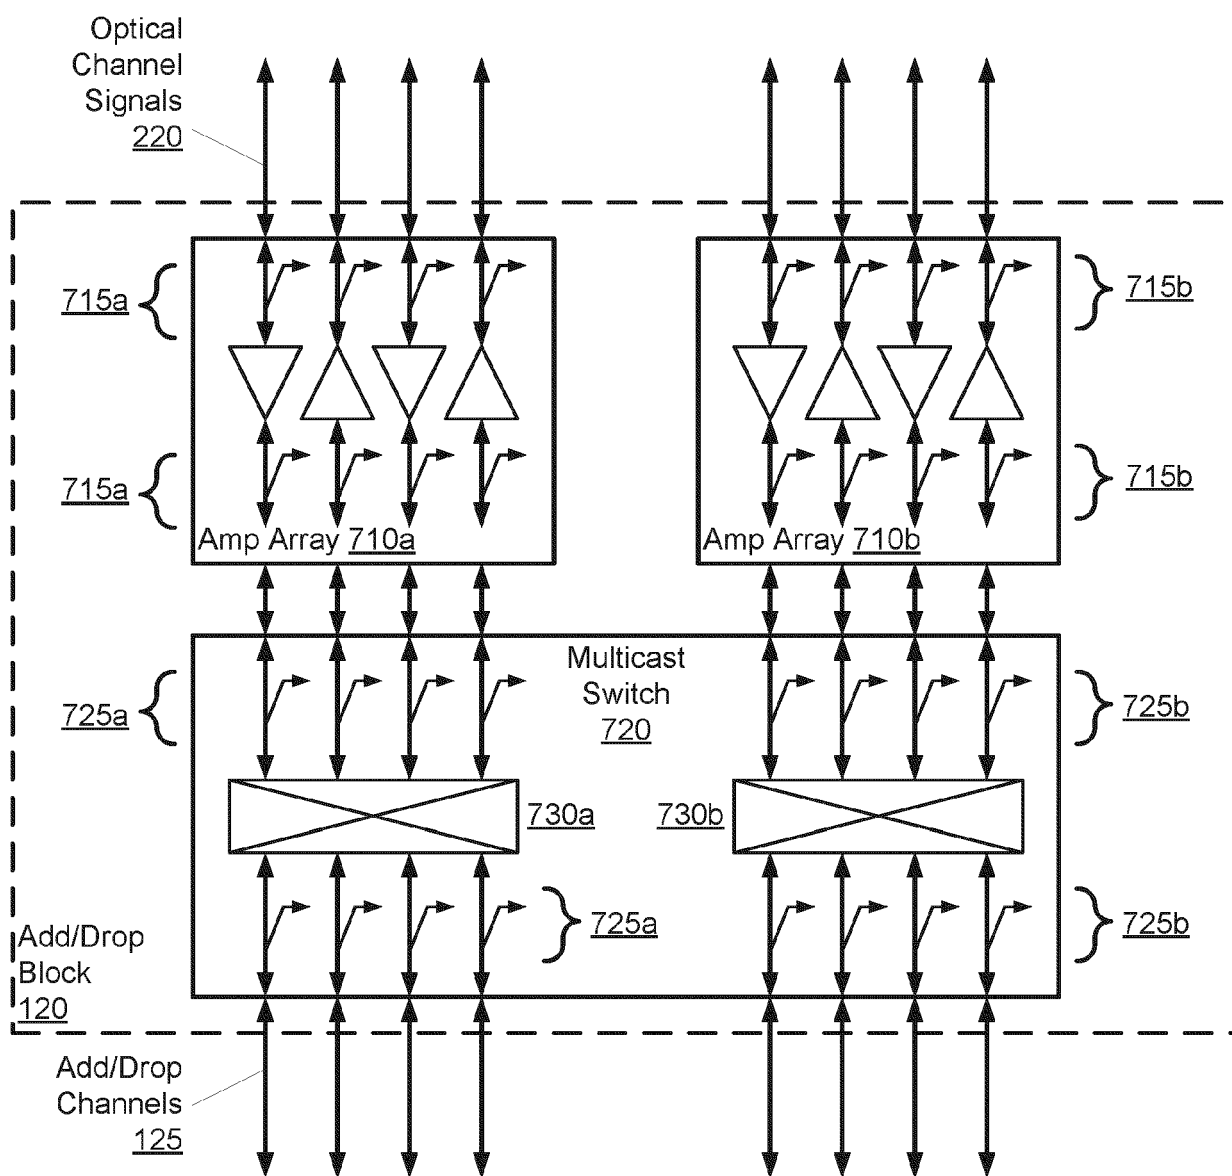 Optical
Channel
Signals
220
715a
715b
715a
715b
Amp Array 710a
Amp Array 710b
Multicast
Switch
720
725a
725b
730a
730b
725a
725b
Add/Drop
Block
120
Add/Drop
Channels
125